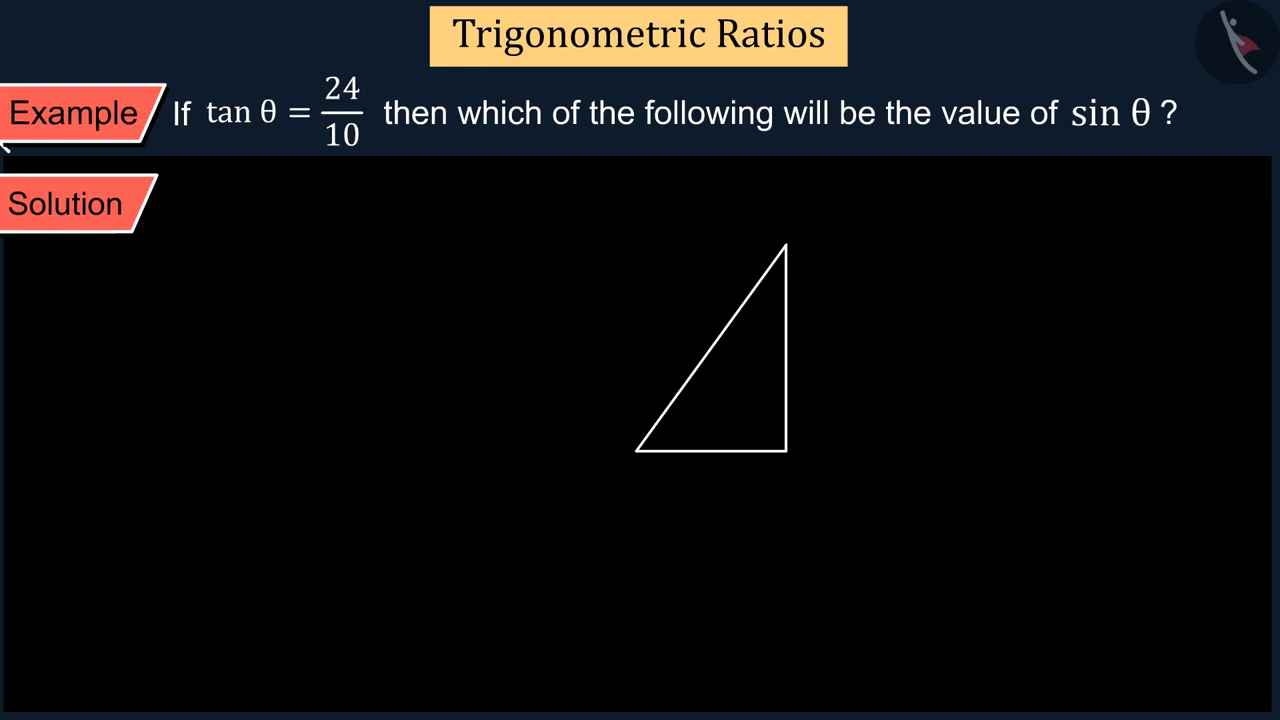 Trigonometric Ratios
Example If tan θ = 24/10 then which of the following will be the value of sin θ ?
Solution